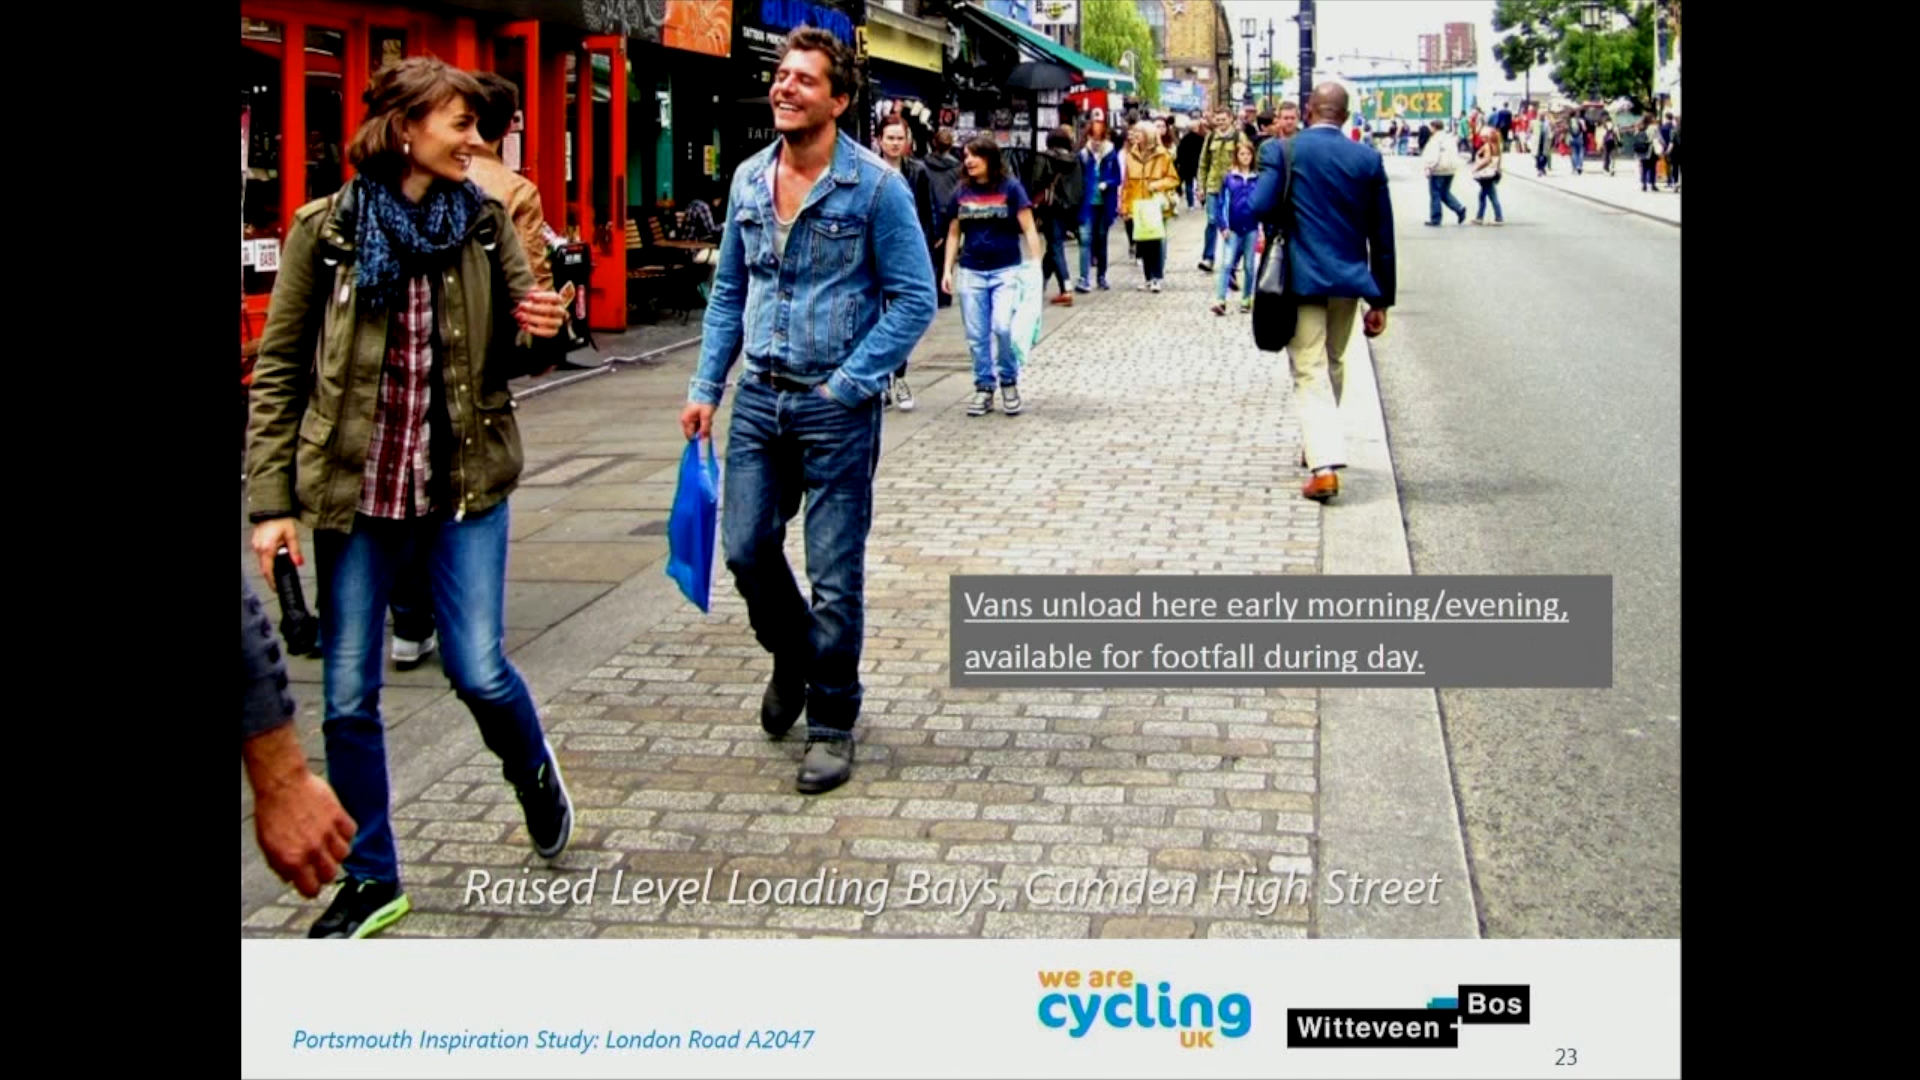 BLUE
LOCK
Vans unload here early morning/evening,
available for footfall during day.
Raised Level Loading Bays, Camden High Street
we are
cycling
UK
Witteveen + Bos
Portsmouth Inspiration Study: London Road A2047
23